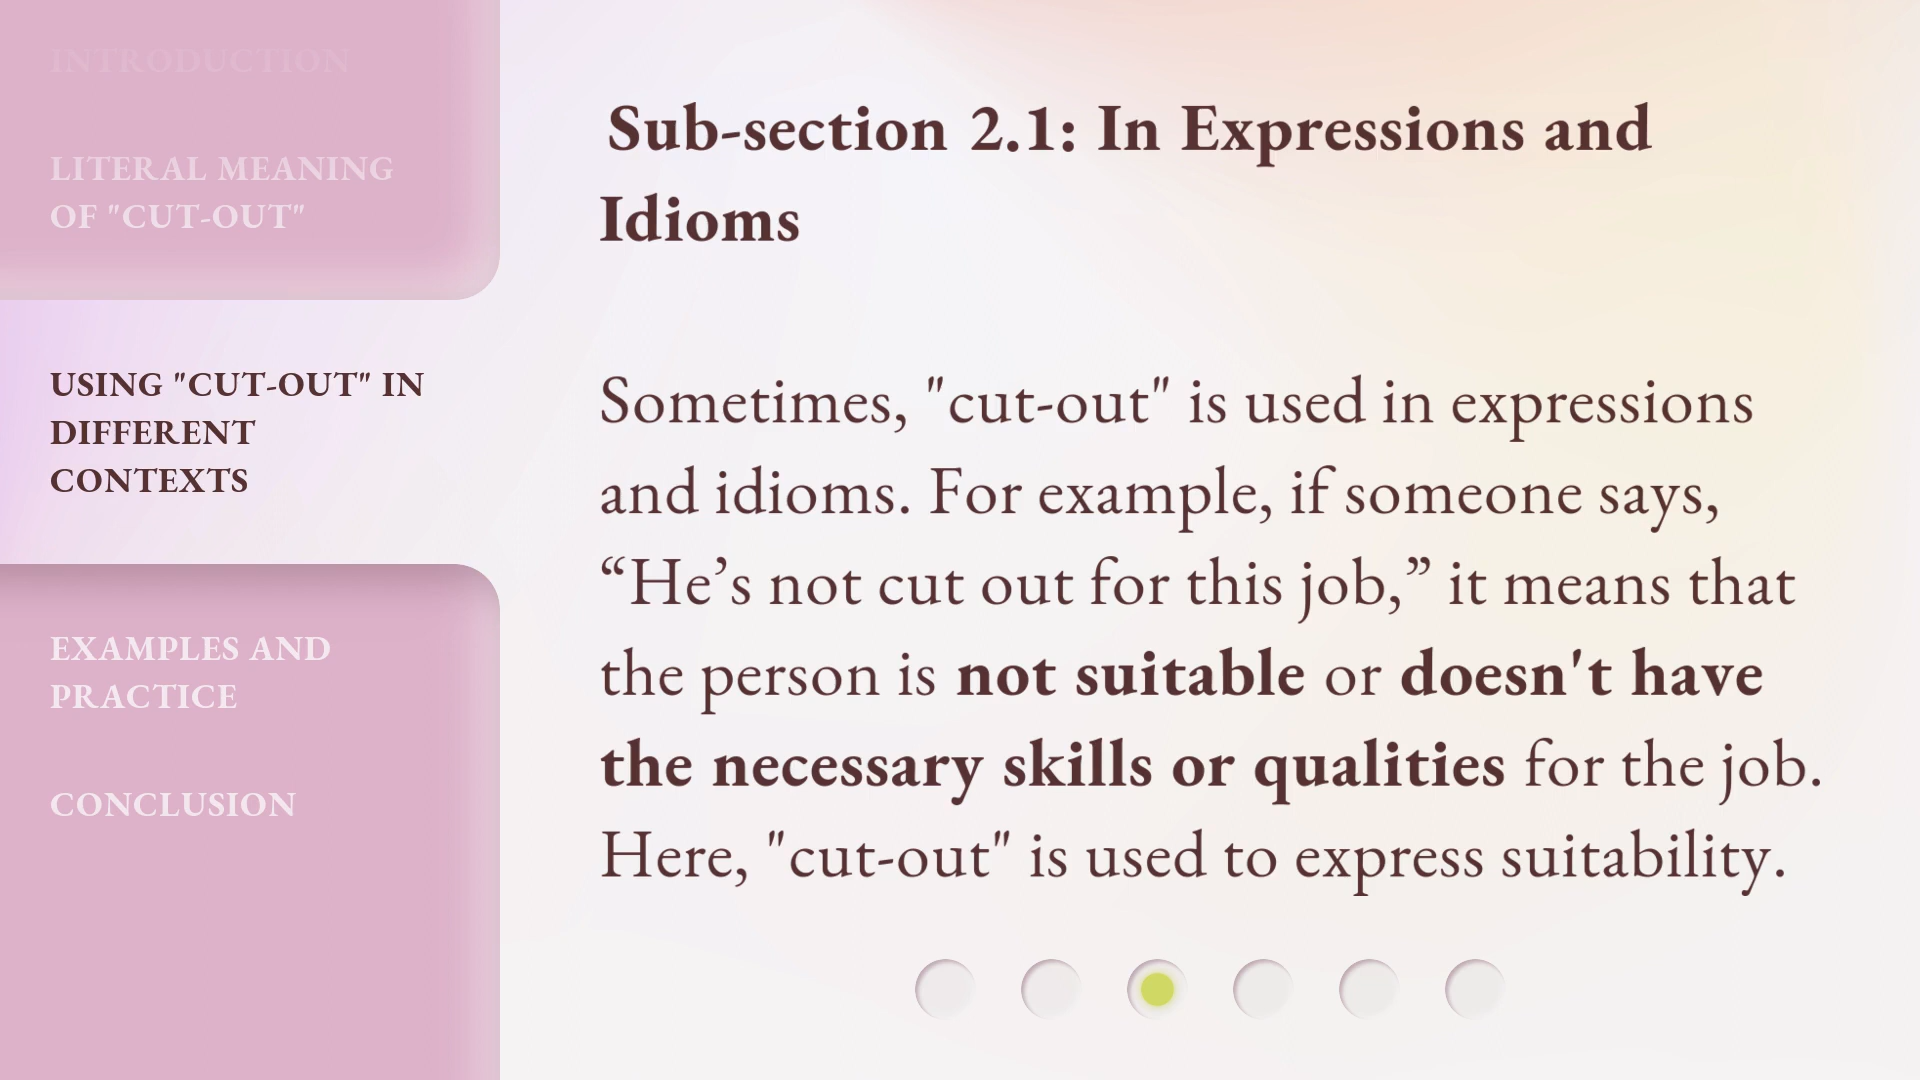 INTRODUCTION
LITERAL MEANING
OF "CUT-OUT"
USING "CUT-OUT" IN
DIFFERENT
CONTEXTS
EXAMPLES AND
PRACTICE
CONCLUSION
Sub-section 2.1: In Expressions and
Idioms
Sometimes, "cut-out" is used in expressions
and idioms. For example, if someone says,
“He’s not cut out for this job,” it means that
the person is not suitable or doesn't have
the necessary skills or qualities for the job.
Here, "cut-out" is used to express suitability.